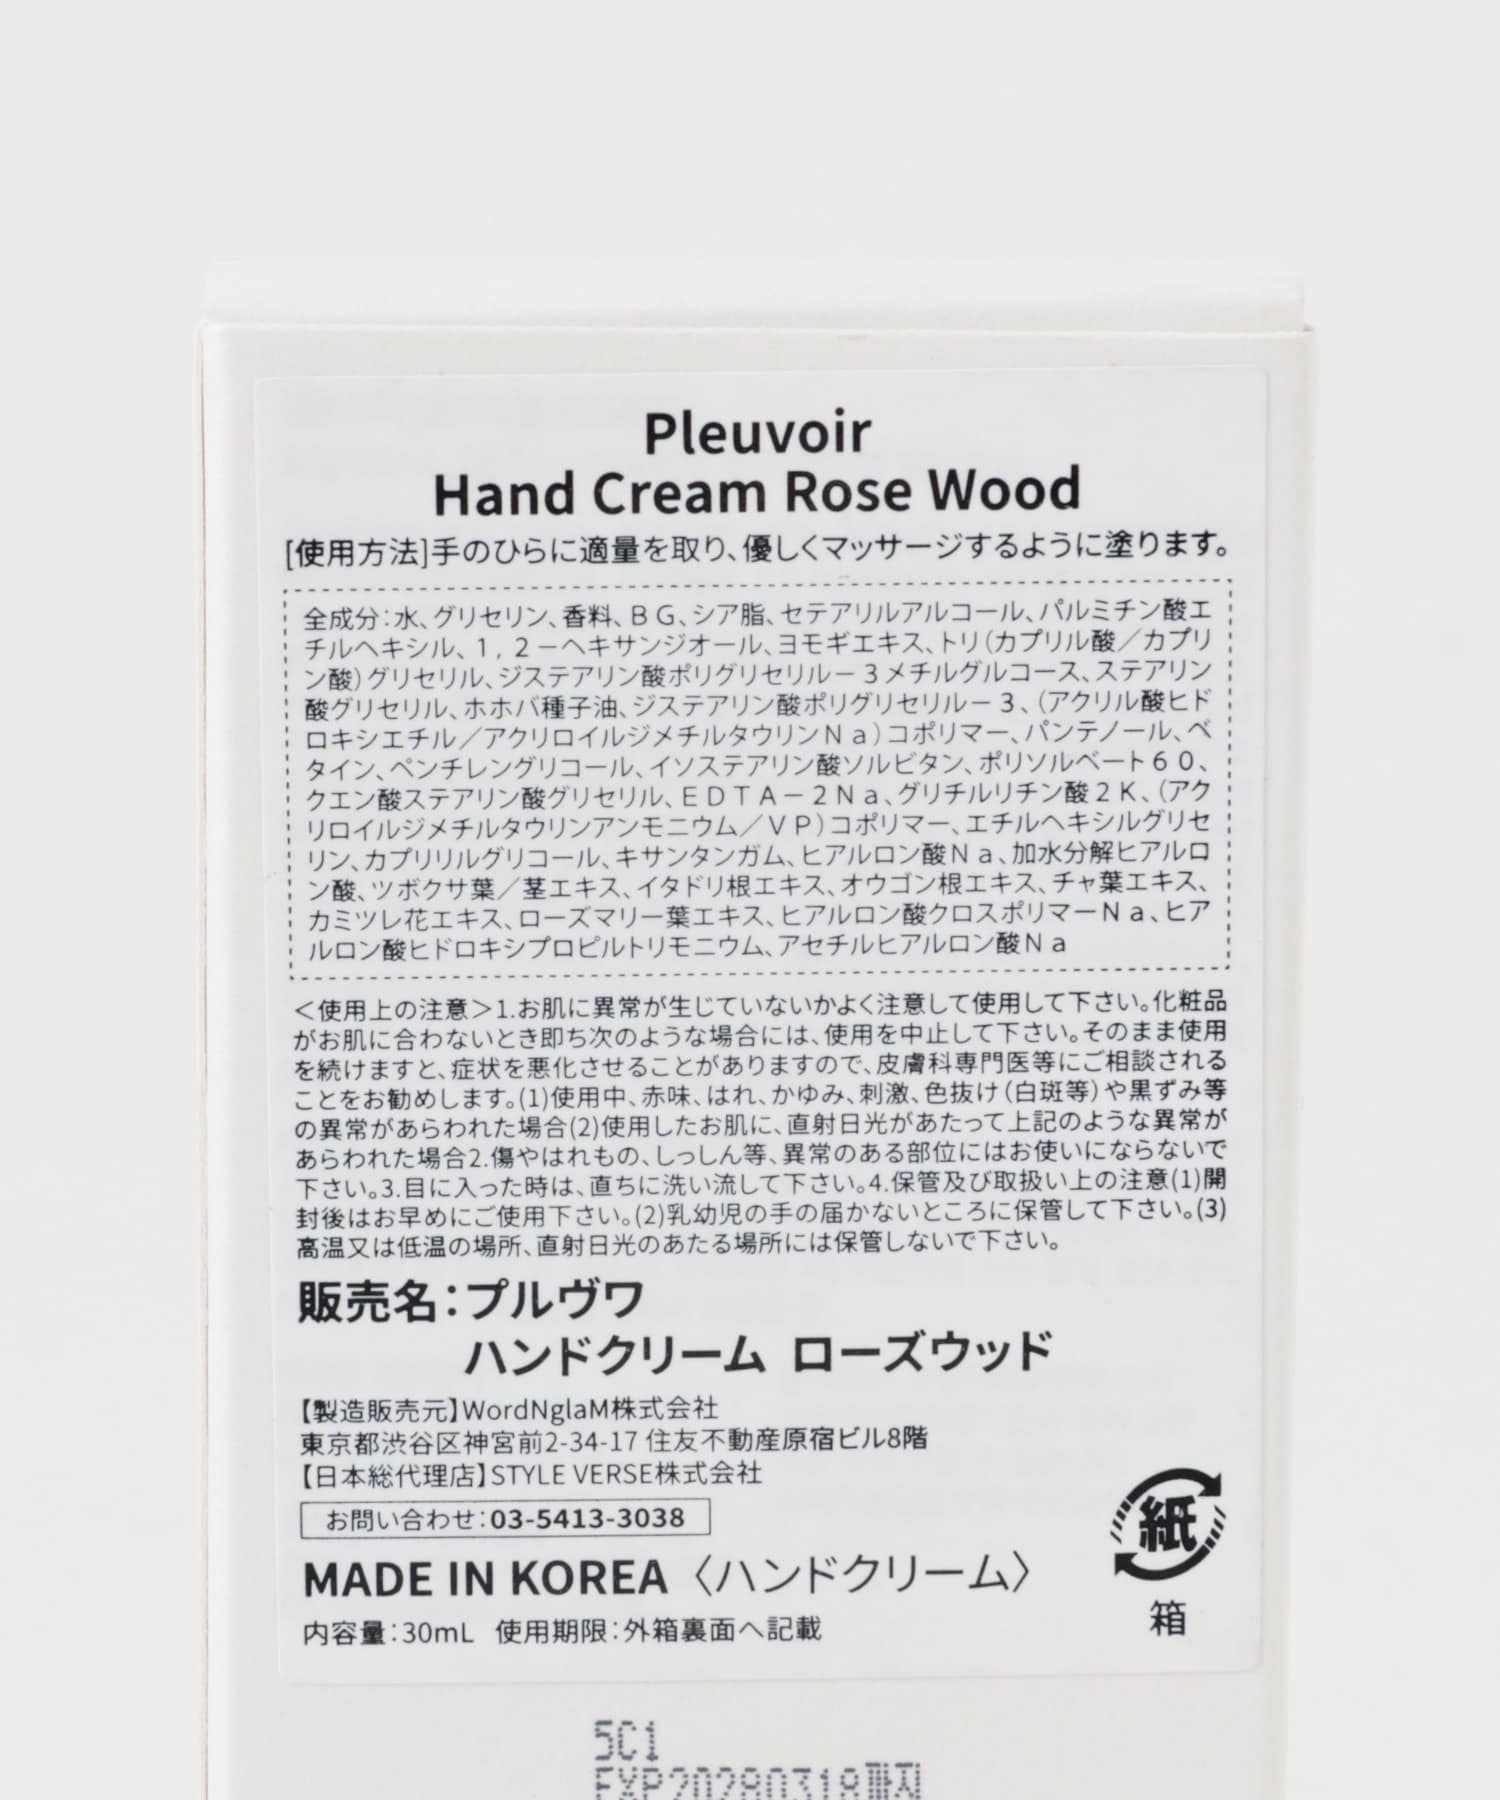 Pleuvoir
Hand Cream Rose Wood
[使用方法]手のひらに適量を取り、優しくマッサージするように塗ります。
全成分：水、グリセリン、香料、ＢＧ、シア脂、セテアリルアルコール、パルミチン酸エ
チルヘキシル、１，２－ヘキサンジオール、ヨモギエキス、トリ（カプリル酸／カプリ
ン酸）グリセリル、ジステアリン酸ポリグリセリル－３メチルグルコース、ステアリン
酸グリセリル、ホホバ種子油、ジステアリン酸ポリグリセリル－３、（アクリル酸ヒド
ロキシエチル／アクリロイルジメチルタウリンＮａ）コポリマー、パンテノール、ベ
タイン、ペンチレングリコール、イソステアリン酸ソルビタン、ポリソルベート６０、
クエン酸ステアリン酸グリセリル、ＥＤＴＡ－２Ｎａ、グリチルリチン酸２Ｋ、（アク
リロイルジメチルタウリンアンモニウム／ＶＰ）コポリマー、エチルヘキシルグリセ
リン、カプリリルグリコール、キサンタンガム、ヒアルロン酸Ｎａ、加水分解ヒアルロ
ン酸、ツボクサ葉／茎エキス、イタドリ根エキス、オウゴン根エキス、チャ葉エキス、
カミツレ花エキス、ローズマリー葉エキス、ヒアルロン酸クロスポリマーＮａ、ヒア
ルロン酸ヒドロキシプロピルトリモニウム、アセチルヒアルロン酸Ｎａ
＜使用上の注意＞1.お肌に異常が生じていないかよく注意して使用して下さい。化粧品
がお肌に合わないとき即ち次のような場合には、使用を中止して下さい。そのまま使用
を続けますと、症状を悪化させることがありますので、皮膚科専門医等にご相談される
ことをお勧めします。(1)使用中、赤味、はれ、かゆみ、刺激、色抜け（白斑等）や黒ずみ等
の異常があらわれた場合(2)使用したお肌に、直射日光があたって上記のような異常が
あらわれた場合2.傷やはれもの、しっしん等、異常のある部位にはお使いにならないで
下さい。3.目に入った時は、直ちに洗い流して下さい。4.保管及び取扱い上の注意(1)開
封後はお早めにご使用下さい。(2)乳幼児の手の届かないところに保管して下さい。(3)
高温又は低温の場所、直射日光のあたる場所には保管しないで下さい。
販売名：プルヴワ
ハンドクリーム ローズウッド
【製造販売元】WordNglaM株式会社
東京都渋谷区神宮前2-34-17 住友不動産原宿ビル8階
【日本総代理店】STYLE VERSE株式会社
お問い合わせ：03-5413-3038
MADE IN KOREA〈ハンドクリーム〉
内容量：30mL 使用期限：外箱裏面へ記載
紙
箱
5C1
EXP20280318까지